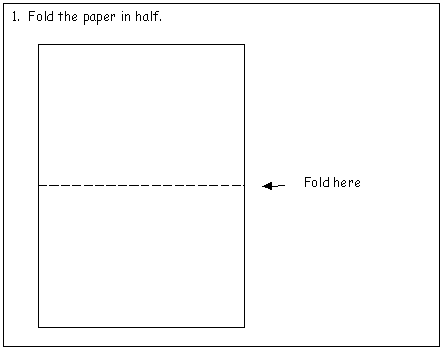 1. Fold the paper in half.
Fold here